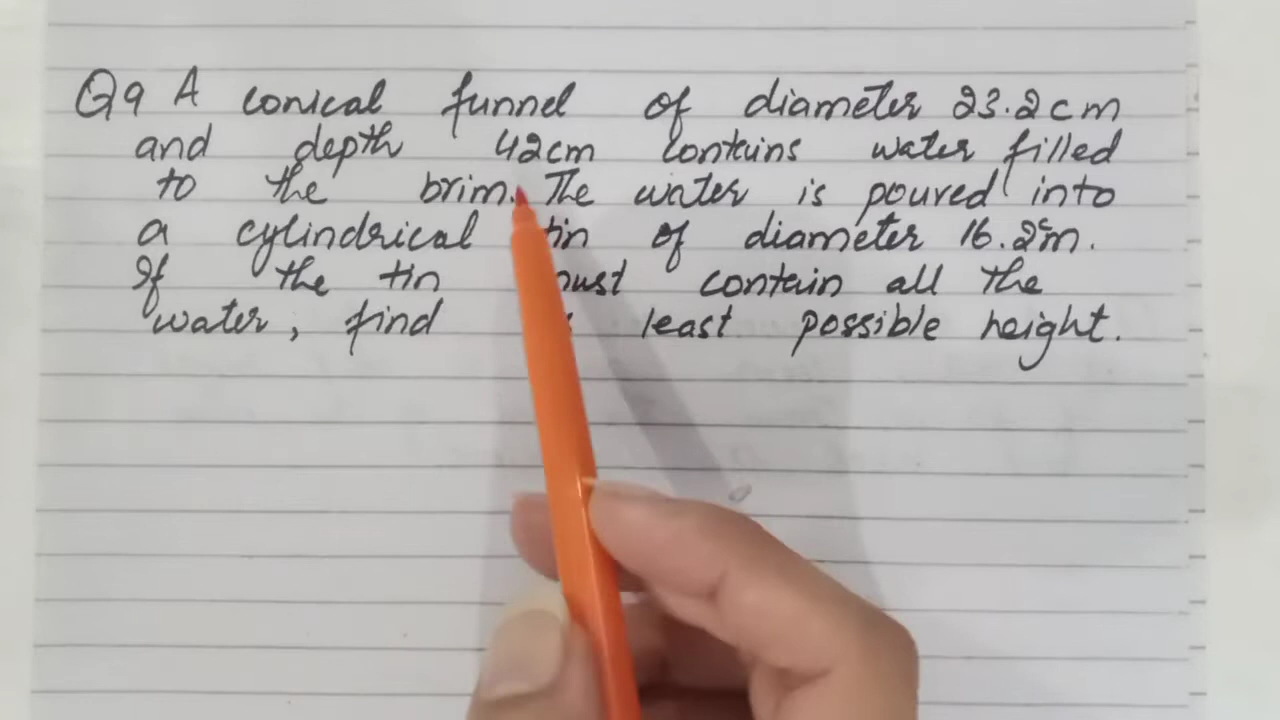 Q9 A conical funnel of diameter 23.2cm
and depth 42cm contains water filled
to the brim. The water is poured into
a cylindrical tin of diameter 16.2cm.
If the tin contain all the
water, find least possible height.